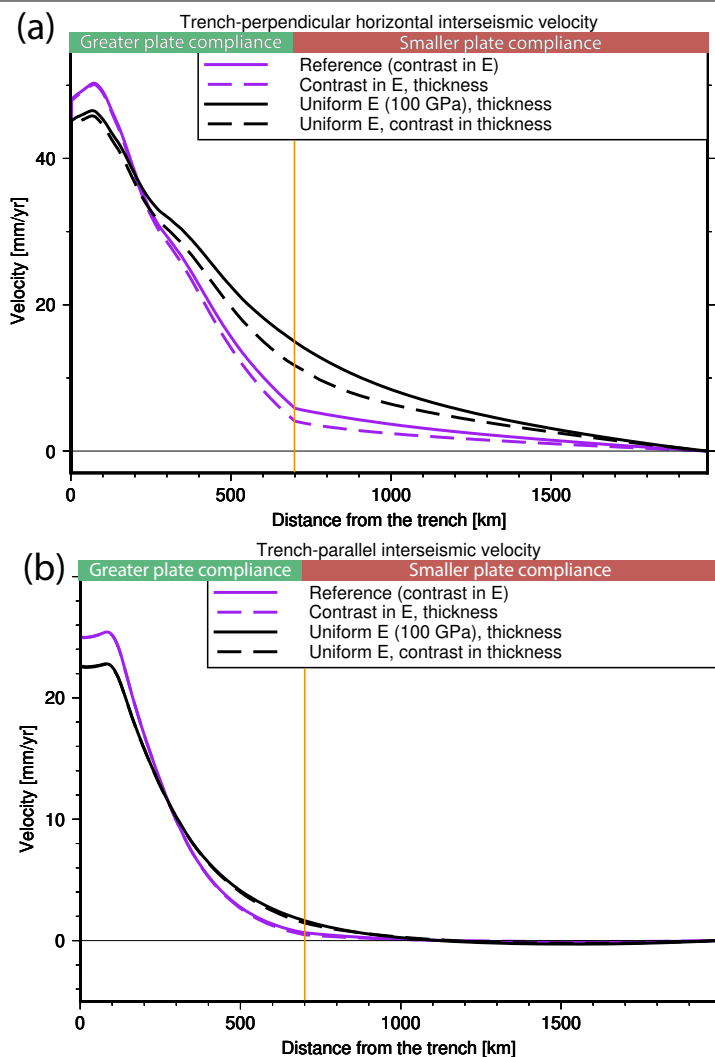 (a)
Trench-perpendicular horizontal interseismic velocity
Greater plate compliance
Smaller plate compliance
Reference (contrast in E)
Contrast in E, thickness
Uniform E (100 GPa), thickness
Uniform E, contrast in thickness
40
20
0
Velocity [mm/yr]
0 500 1000 1500
Distance from the trench [km]
(b)
Trench-parallel interseismic velocity
Greater plate compliance
Smaller plate compliance
Reference (contrast in E)
Contrast in E, thickness
Uniform E (100 GPa), thickness
Uniform E, contrast in thickness
20
10
0
Velocity [mm/yr]
0 500 1000 1500
Distance from the trench [km]